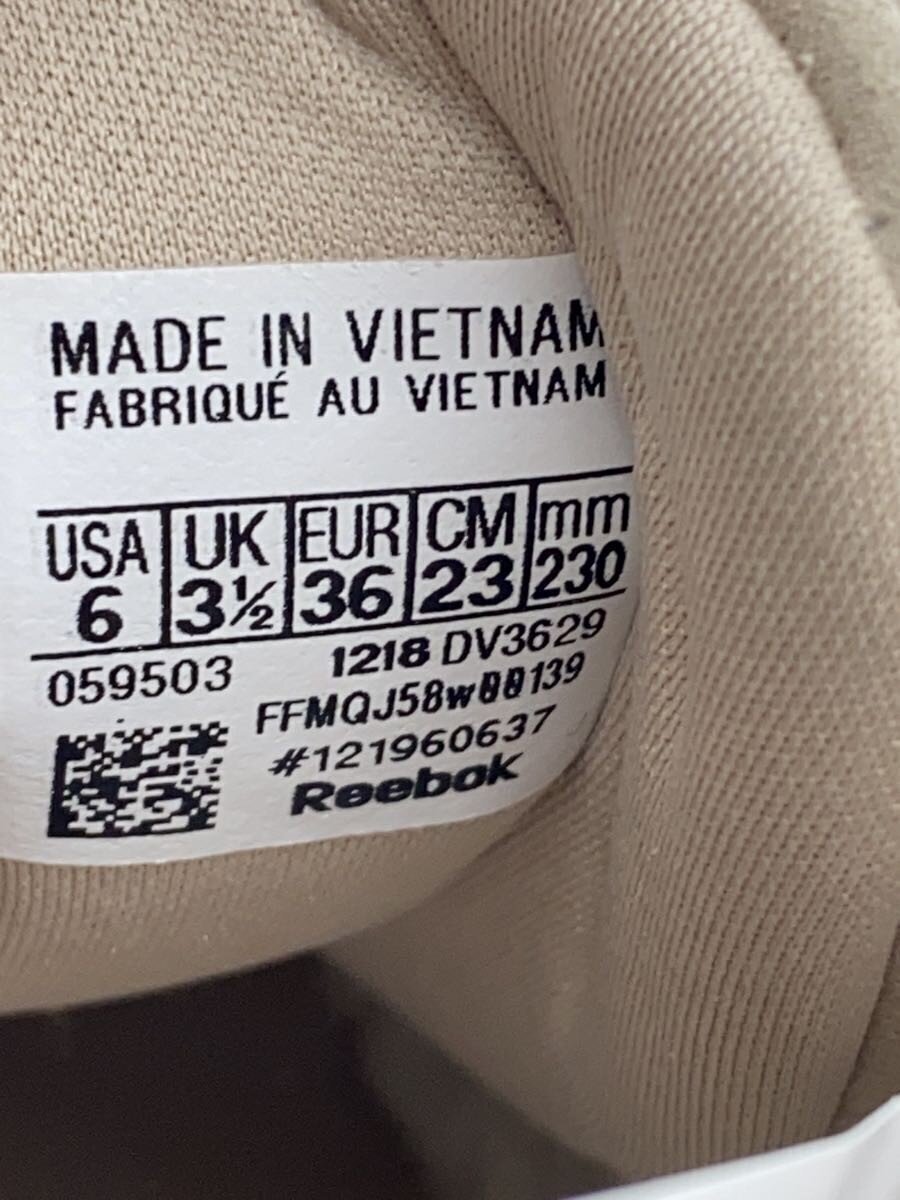 MADE IN VIETNAM
FABRIQUÉ AU VIETNAM
USA UK EUR CM mm
6 3½ 36 23 230
059503 1218 DV3629
#121960637
Reebok